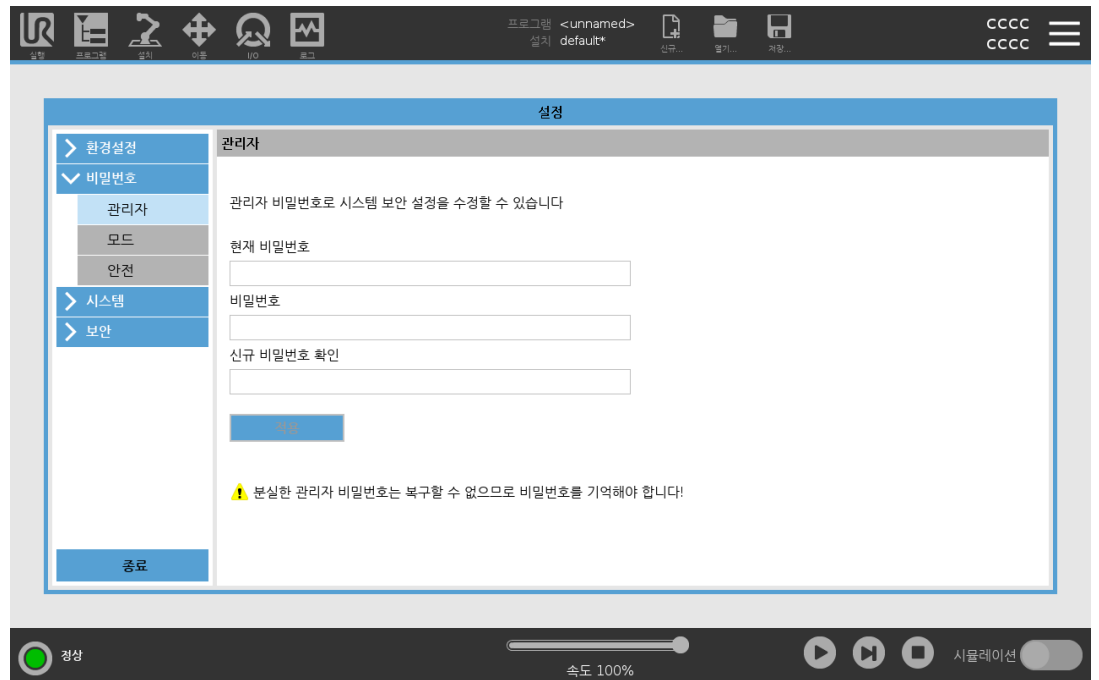 프로그램 <unnamed>
설치 default*
cccc
cccc
UR
실행 프로그램 설치 이동 I/O 로그
신규... 열기... 저장...
설정
환경설정
비밀번호
관리자
모드
안전
시스템
보안
종료
관리자
관리자 비밀번호로 시스템 보안 설정을 수정할 수 있습니다
현재 비밀번호
비밀번호
신규 비밀번호 확인
적용
분실한 관리자 비밀번호는 복구할 수 없으므로 비밀번호를 기억해야 합니다!
정상
속도 100%
시뮬레이션